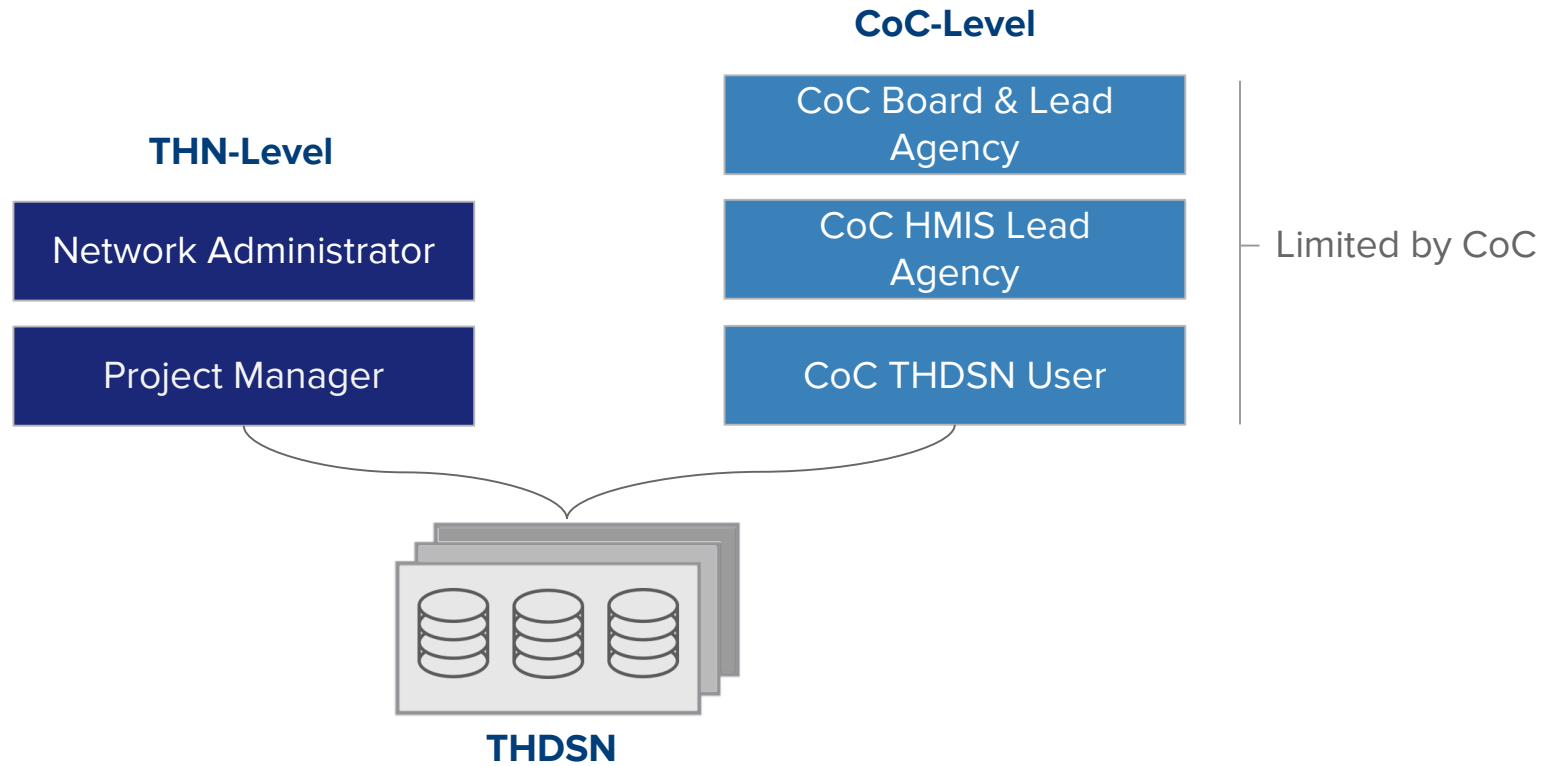 THN-Level
Network Administrator
Project Manager
CoC-Level
CoC Board & Lead
Agency
CoC HMIS Lead
Agency
CoC THDSN User
Limited by CoC
THDSN